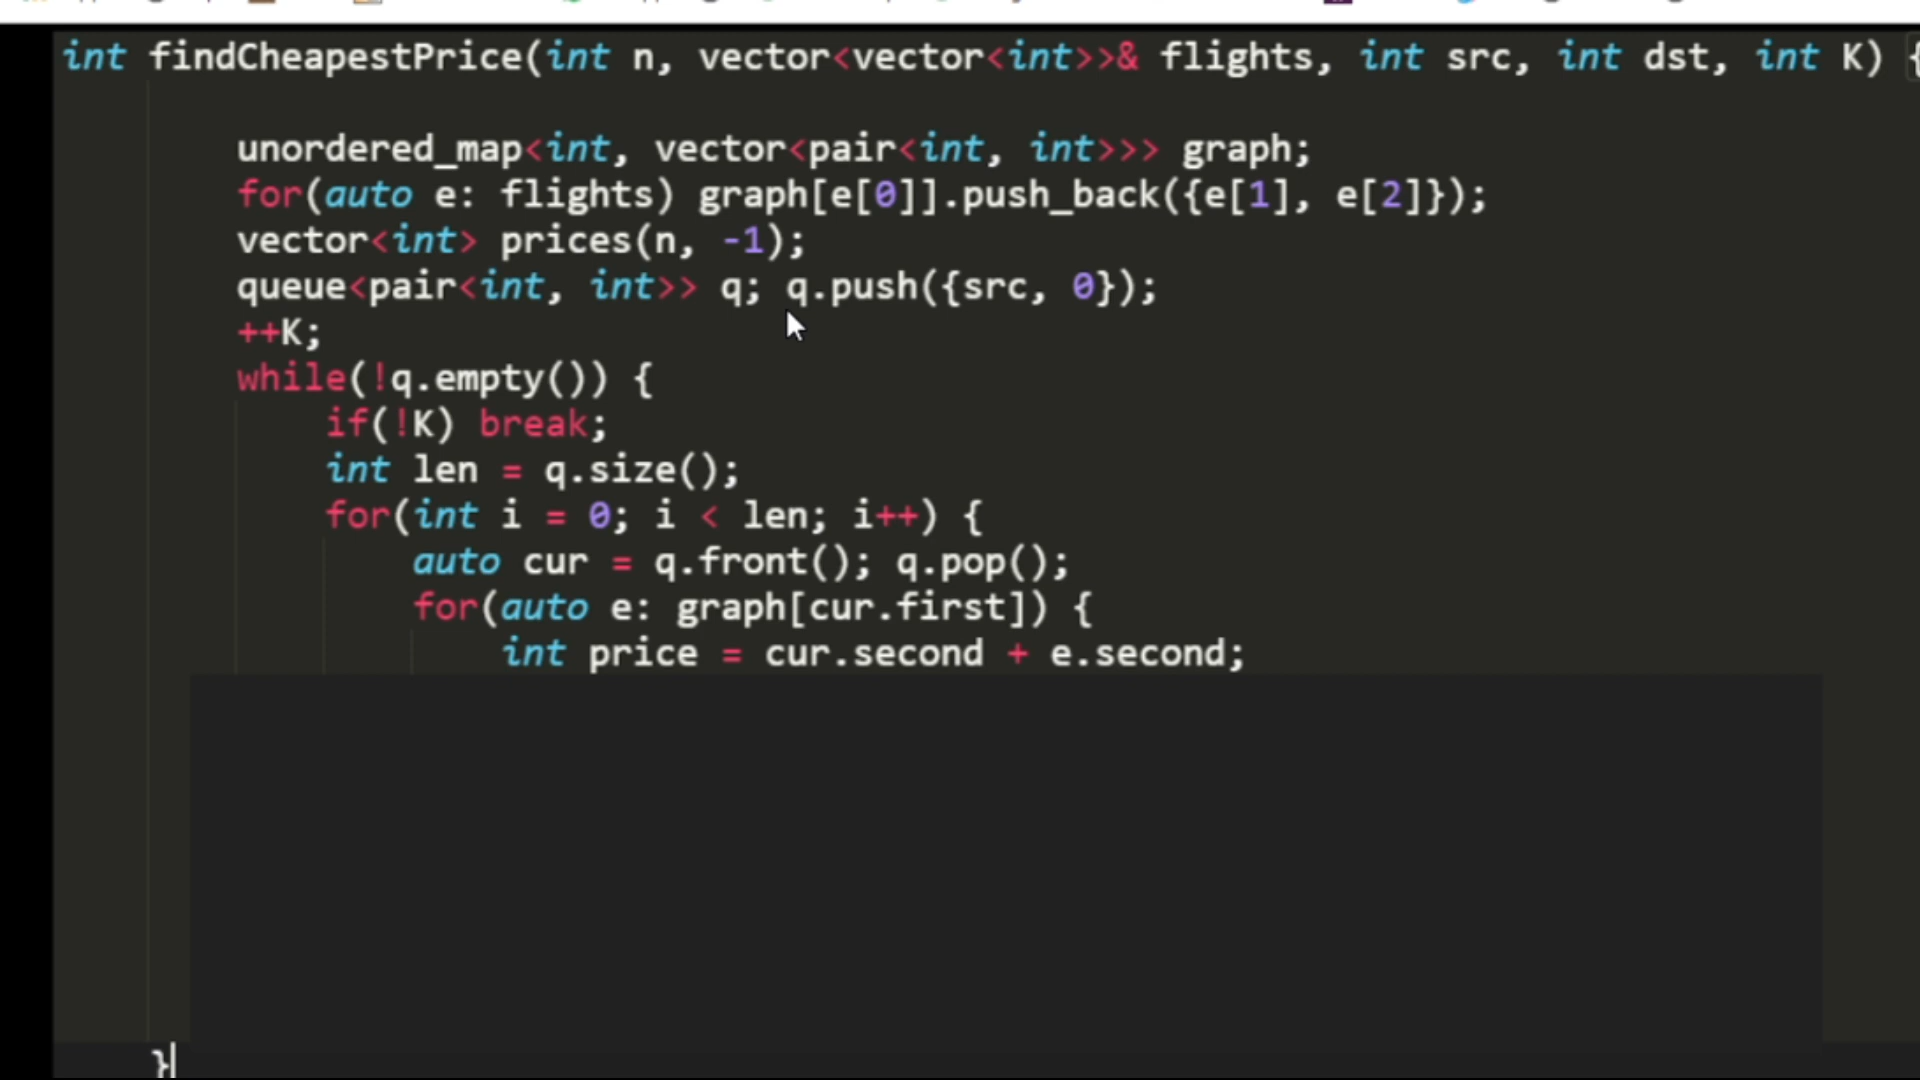 int findCheapestPrice(int n, vector<vector<int>>& flights, int src, int dst, int K) {
unordered_map<int, vector<pair<int, int>>> graph;
for(auto e: flights) graph[e[0]].push_back({e[1], e[2]});
vector<int> prices(n, -1);
queue<pair<int, int>> q; q.push({src, 0});
++K;
while(!q.empty()) {
if(!K) break;
int len = q.size();
for(int i = 0; i < len; i++) {
auto cur = q.front(); q.pop();
for(auto e: graph[cur.first]) {
int price = cur.second + e.second;
}